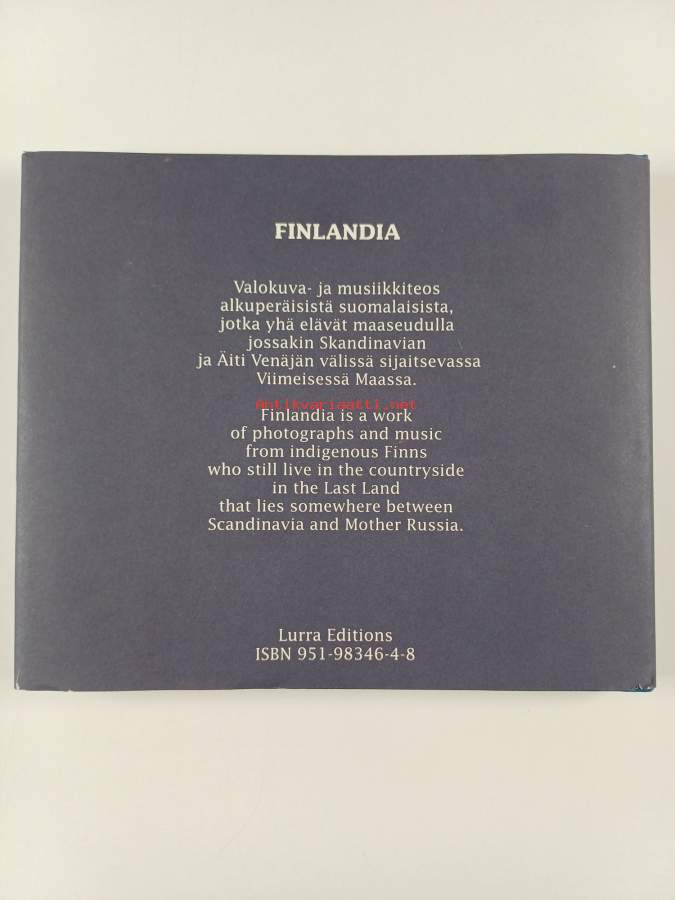 FINLANDIA
Valokuva- ja musiikkiteos
alkuperäisistä suomalaisista,
jotka yhä elävät maaseudulla
jossakin Skandinavian
ja Äiti Venäjän välissä sijaitsevassa
Viimeisessä Maassa.
Antikvariaatti.net
Finlandia is a work
of photographs and music
from indigenous Finns
who still live in the countryside
in the Last Land
that lies somewhere between
Scandinavia and Mother Russia.
Lurra Editions
ISBN 951-98346-4-8